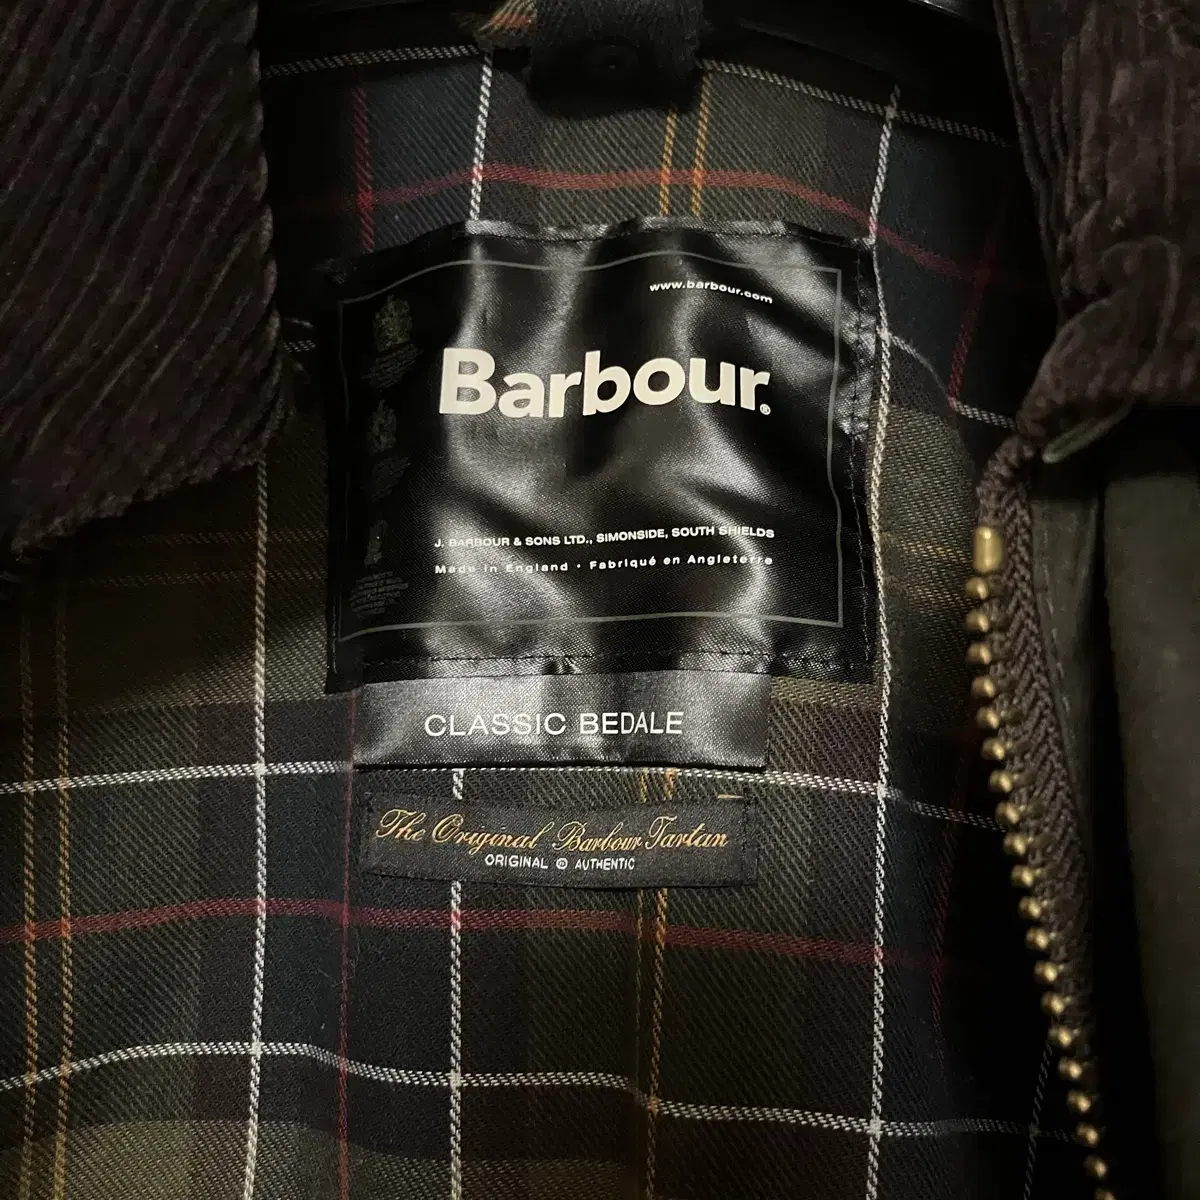 www.barbour.com
Barbour®
J. BARBOUR & SONS LTD., SIMONSIDE, SOUTH SHIELDS
Made in England · Fabriqué en Angleterre
CLASSIC BEDALE
The Original Barbour Tartan
ORIGINAL ® AUTHENTIC